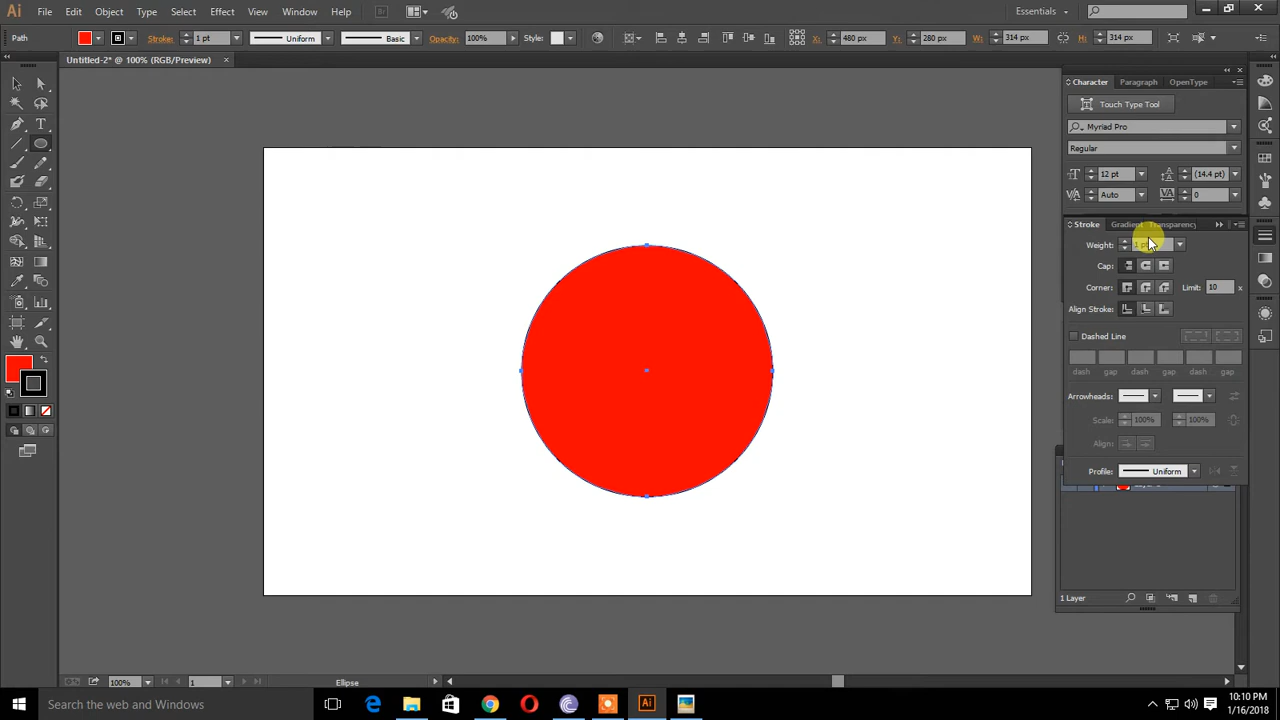 Ai File Edit Object Type Select Effect View Window Help Br Essentials
Path Stroke: 1 pt Uniform Basic Opacity: 100% Style: X: 480 px Y: 280 px W: 314 px H: 314 px
Untitled-2* @ 100% (RGB/Preview) ×
Character Paragraph OpenType
Touch Type Tool
Myriad Pro
Regular
12 pt (14.4 pt)
Auto 0
Stroke Gradient Transparency
Weight: 1 pt
Cap:
Corner: Limit: 10 x
Align Stroke:
Dashed Line
dash gap dash gap dash gap
Arrowheads:
Scale: 100% 100%
Align:
Profile: Uniform
1 Layer
100% 1 Ellipse
Search the web and Windows
Ai
10:10 PM
1/16/2018